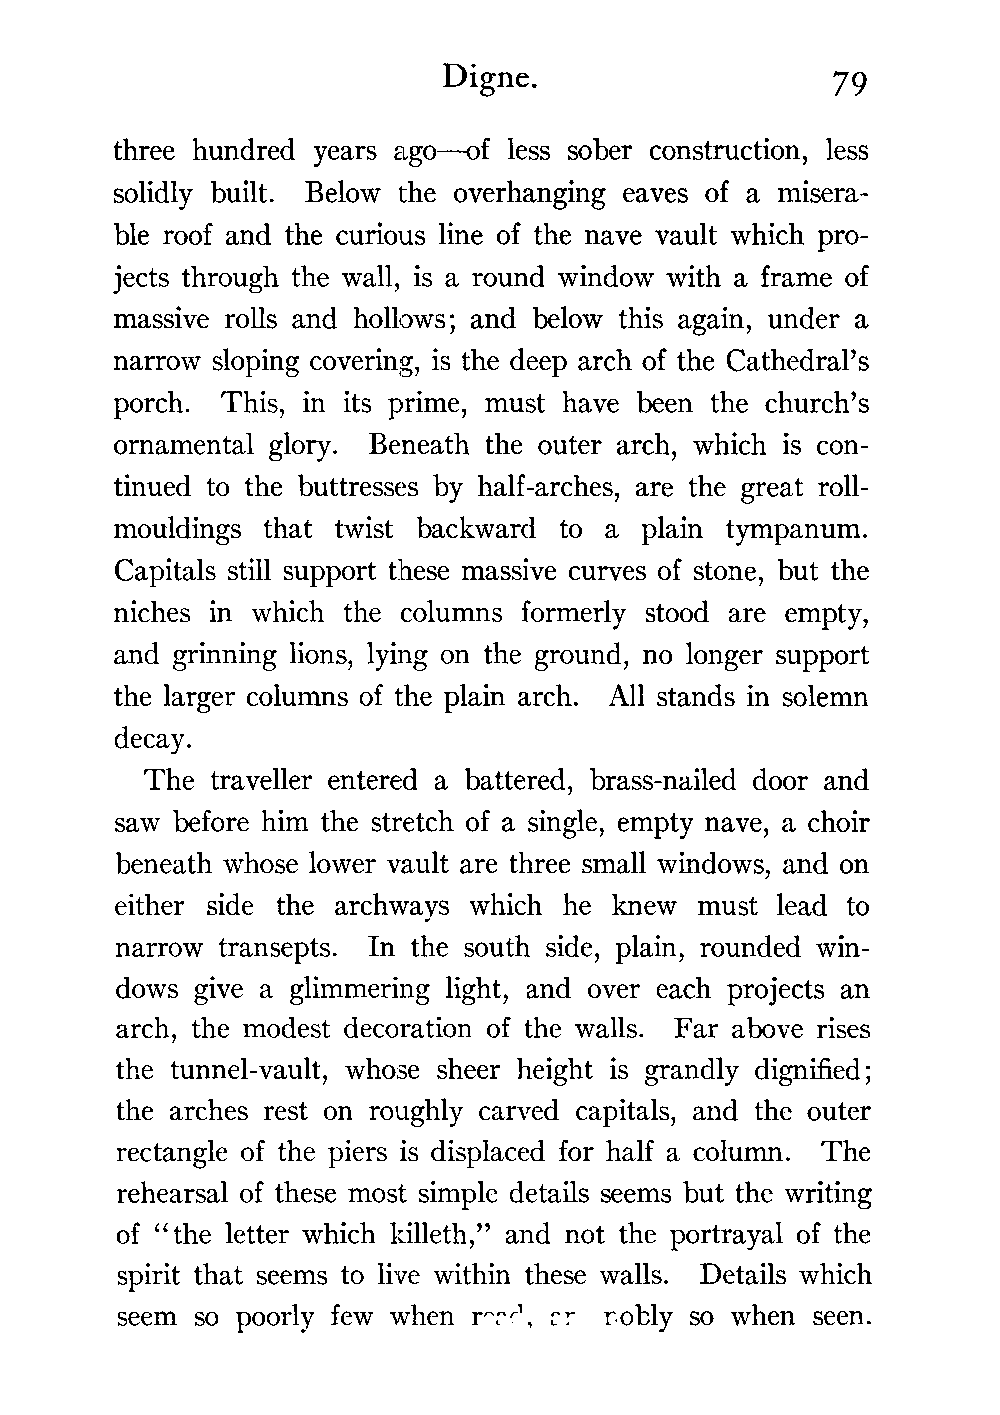 Digne. 79
three hundred years ago—of less sober construction, less
solidly built. Below the overhanging eaves of a misera-
ble roof and the curious line of the nave vault which pro-
jects through the wall, is a round window with a frame of
massive rolls and hollows; and below this again, under a
narrow sloping covering, is the deep arch of the Cathedral's
porch. This, in its prime, must have been the church's
ornamental glory. Beneath the outer arch, which is con-
tinued to the buttresses by half-arches, are the great roll-
mouldings that twist backward to a plain tympanum.
Capitals still support these massive curves of stone, but the
niches in which the columns formerly stood are empty,
and grinning lions, lying on the ground, no longer support
the larger columns of the plain arch. All stands in solemn
decay.
The traveller entered a battered, brass-nailed door and
saw before him the stretch of a single, empty nave, a choir
beneath whose lower vault are three small windows, and on
either side the archways which he knew must lead to
narrow transepts. In the south side, plain, rounded win-
dows give a glimmering light, and over each projects an
arch, the modest decoration of the walls. Far above rises
the tunnel-vault, whose sheer height is grandly dignified;
the arches rest on roughly carved capitals, and the outer
rectangle of the piers is displaced for half a column. The
rehearsal of these most simple details seems but the writing
of “the letter which killeth,” and not the portrayal of the
spirit that seems to live within these walls. Details which
seem so poorly few when nobly so when seen.